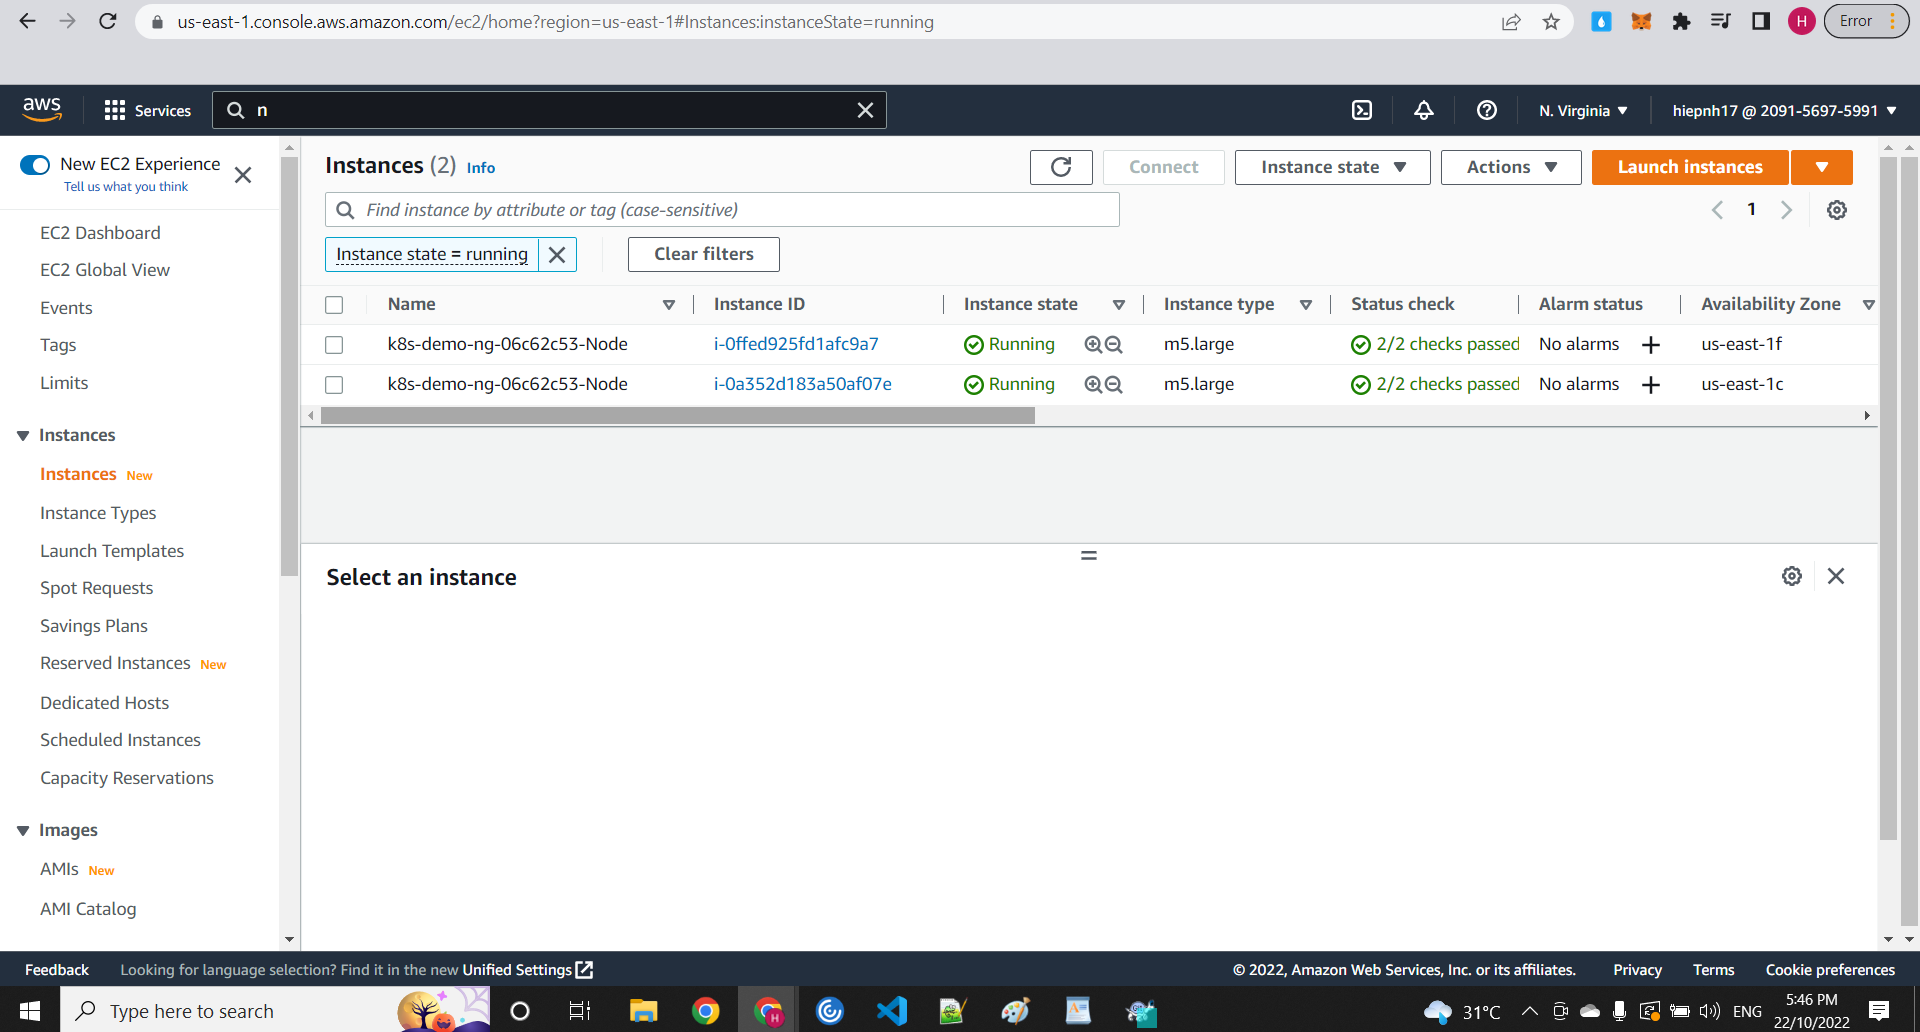 us-east-1.console.aws.amazon.com/ec2/home?region=us-east-1#Instances:instanceState=running
H
Error
aws
Services
n
N. Virginia
hiepnh17 @ 2091-5697-5991
New EC2 Experience
Tell us what you think
EC2 Dashboard
EC2 Global View
Events
Tags
Limits
Instances
Instances New
Instance Types
Launch Templates
Spot Requests
Savings Plans
Reserved Instances New
Dedicated Hosts
Scheduled Instances
Capacity Reservations
Images
AMIs New
AMI Catalog
Instances (2) Info
Connect
Instance state
Actions
Launch instances
Find instance by attribute or tag (case-sensitive)
1
Instance state = running
Clear filters
Name Instance ID Instance state Instance type Status check Alarm status Availability Zone
k8s-demo-ng-06c62c53-Node i-0ffed925fd1afc9a7 Running m5.large 2/2 checks passed No alarms us-east-1f
k8s-demo-ng-06c62c53-Node i-0a352d183a50af07e Running m5.large 2/2 checks passed No alarms us-east-1c
Select an instance
Feedback Looking for language selection? Find it in the new Unified Settings © 2022, Amazon Web Services, Inc. or its affiliates. Privacy Terms Cookie preferences
Type here to search
H
31°C
ENG
5:46 PM
22/10/2022